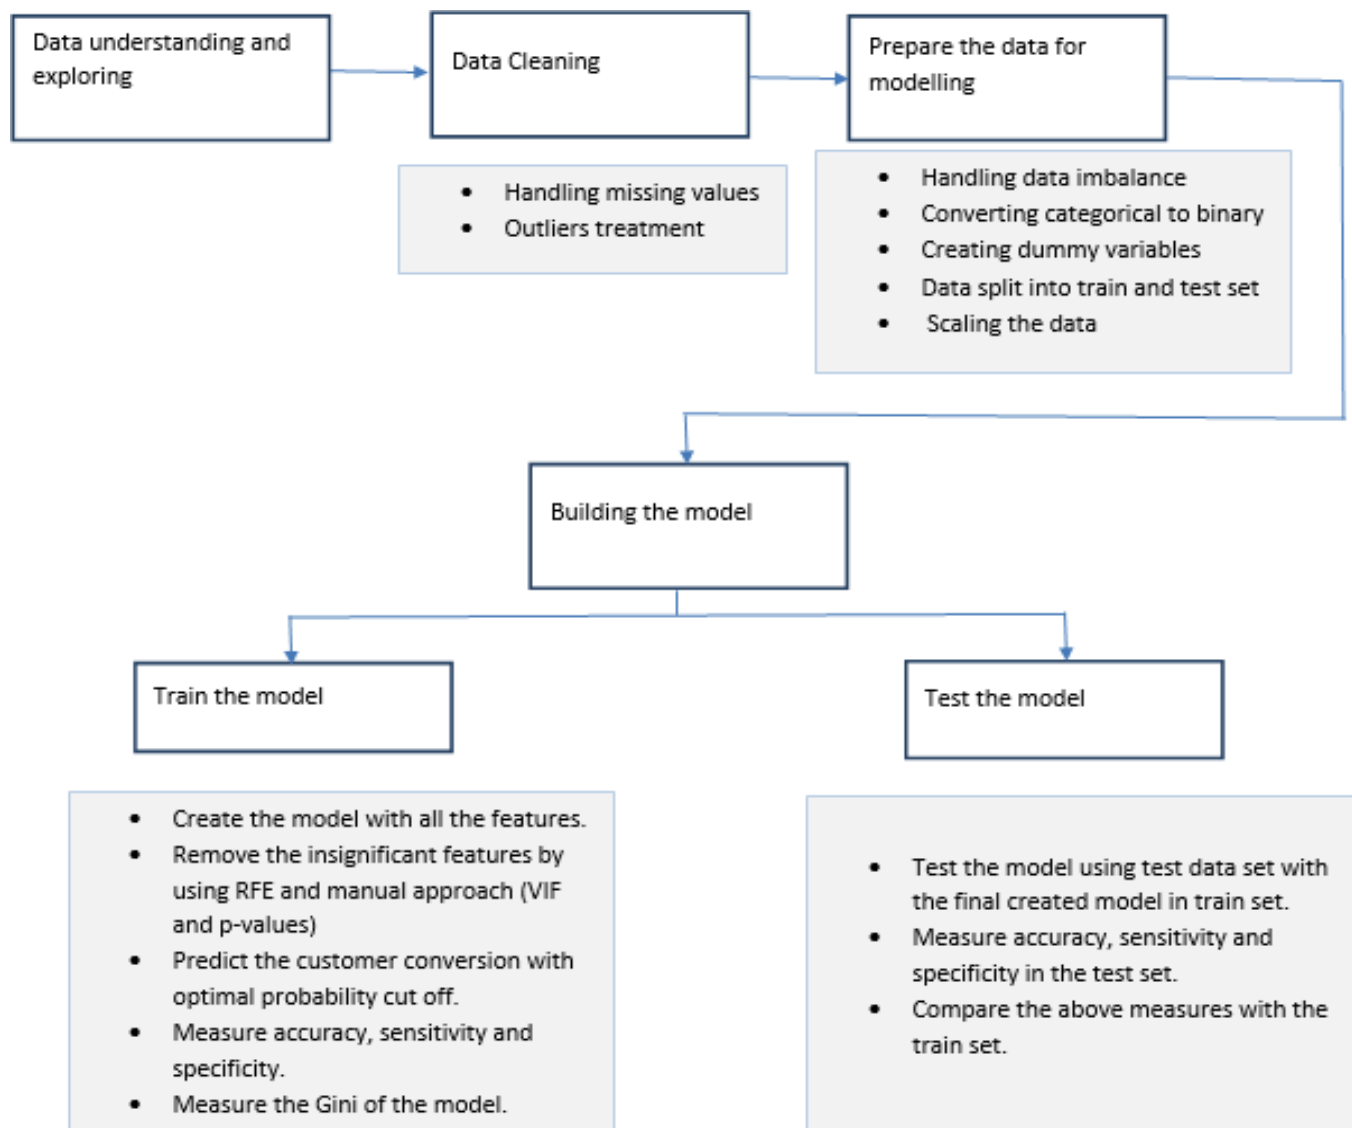 Data understanding and
exploring
Data Cleaning
Prepare the data for
modelling
• Handling missing values
• Outliers treatment
• Handling data imbalance
• Converting categorical to binary
• Creating dummy variables
• Data split into train and test set
• Scaling the data
Building the model
Train the model
Test the model
• Create the model with all the features.
• Remove the insignificant features by
using RFE and manual approach (VIF
and p-values)
• Predict the customer conversion with
optimal probability cut off.
• Measure accuracy, sensitivity and
specificity.
• Measure the Gini of the model.
• Test the model using test data set with
the final created model in train set.
• Measure accuracy, sensitivity and
specificity in the test set.
• Compare the above measures with the
train set.